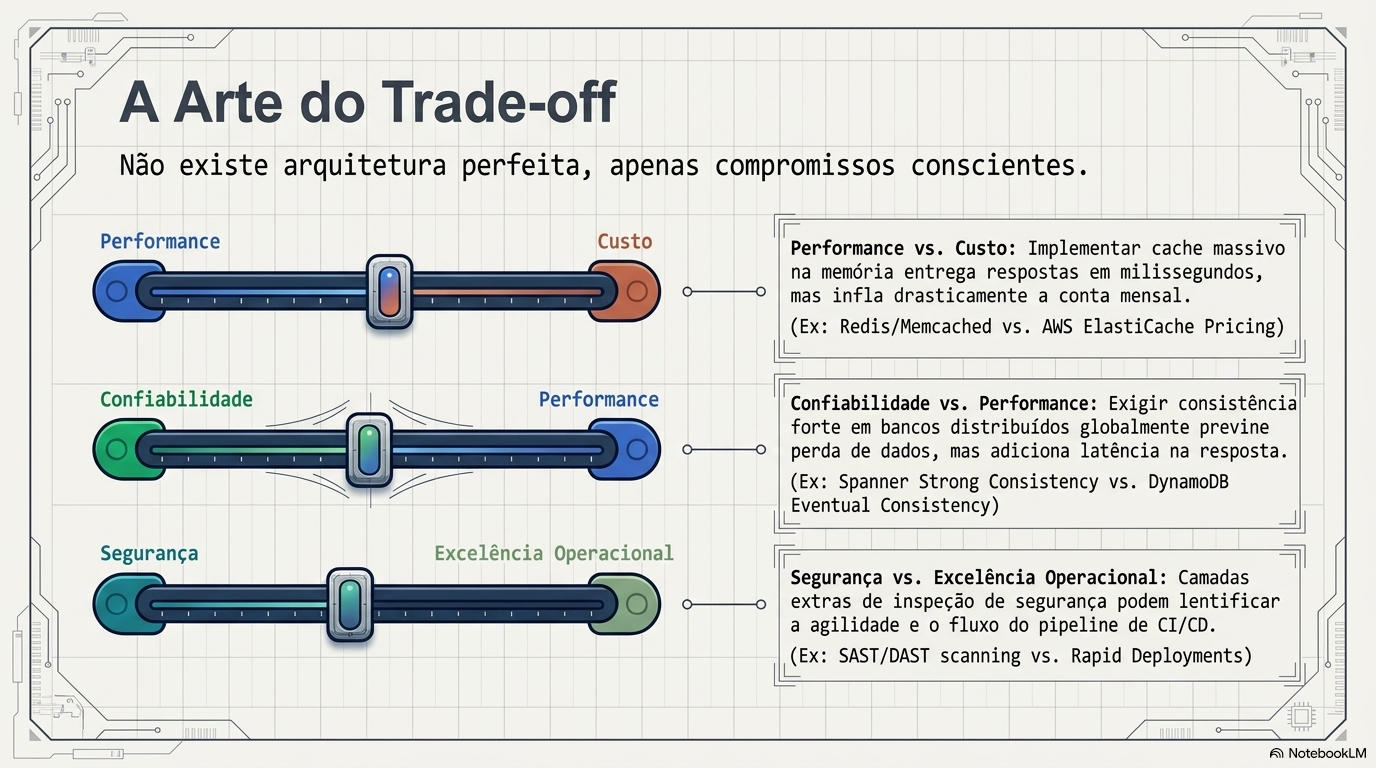 A Arte do Trade-off
Não existe arquitetura perfeita, apenas compromissos conscientes.
Performance
Custo
Performance vs. Custo: Implementar cache massivo
na memória entrega respostas em milissegundos,
mas infla drasticamente a conta mensal.
(Ex: Redis/Memcached vs. AWS ElastiCache Pricing)
Confiabilidade
Performance
Confiabilidade vs. Performance: Exigir consistência
forte em bancos distribuídos globalmente previne
perda de dados, mas adiciona latência na resposta.
(Ex: Spanner Strong Consistency vs. DynamoDB
Eventual Consistency)
Segurança
Excelência Operacional
Segurança vs. Excelência Operacional: Camadas
extras de inspeção de segurança podem lentificar
a agilidade e o fluxo do pipeline de CI/CD.
(Ex: SAST/DAST scanning vs. Rapid Deployments)
NotebookLM